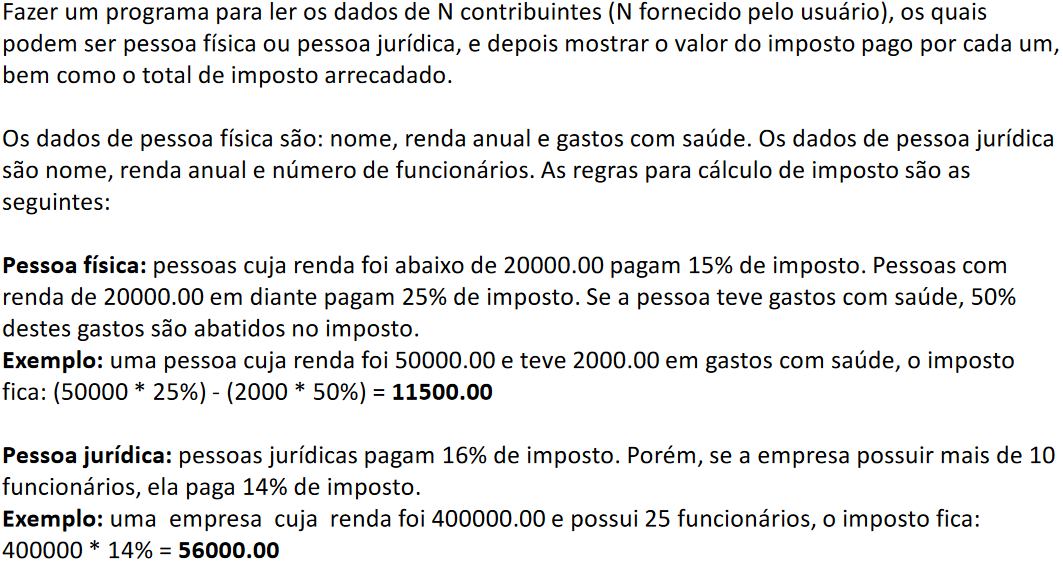 Fazer um programa para ler os dados de N contribuintes (N fornecido pelo usuário), os quais
podem ser pessoa física ou pessoa jurídica, e depois mostrar o valor do imposto pago por cada um,
bem como o total de imposto arrecadado.
Os dados de pessoa física são: nome, renda anual e gastos com saúde. Os dados de pessoa jurídica
são nome, renda anual e número de funcionários. As regras para cálculo de imposto são as
seguintes:
Pessoa física: pessoas cuja renda foi abaixo de 20000.00 pagam 15% de imposto. Pessoas com
renda de 20000.00 em diante pagam 25% de imposto. Se a pessoa teve gastos com saúde, 50%
destes gastos são abatidos no imposto.
Exemplo: uma pessoa cuja renda foi 50000.00 e teve 2000.00 em gastos com saúde, o imposto
fica: (50000 * 25%) - (2000 * 50%) = 11500.00
Pessoa jurídica: pessoas jurídicas pagam 16% de imposto. Porém, se a empresa possuir mais de 10
funcionários, ela paga 14% de imposto.
Exemplo: uma empresa cuja renda foi 400000.00 e possui 25 funcionários, o imposto fica:
400000 * 14% = 56000.00